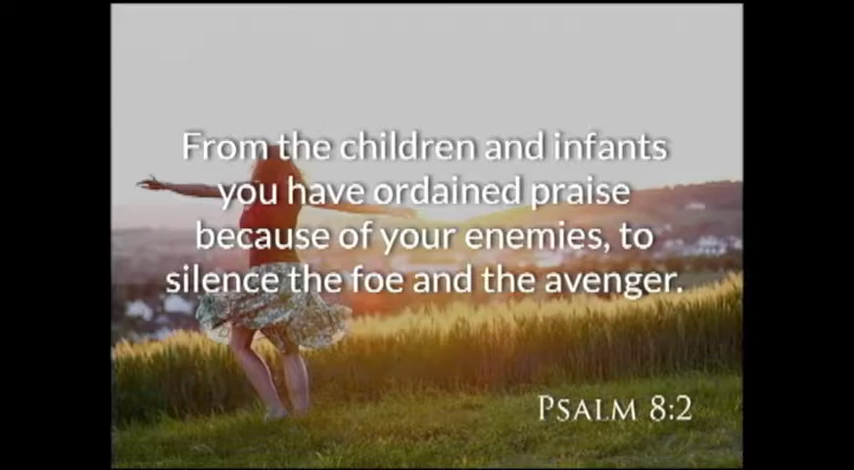 From the children and infants
you have ordained praise
because of your enemies, to
silence the foe and the avenger.
PSALM 8:2